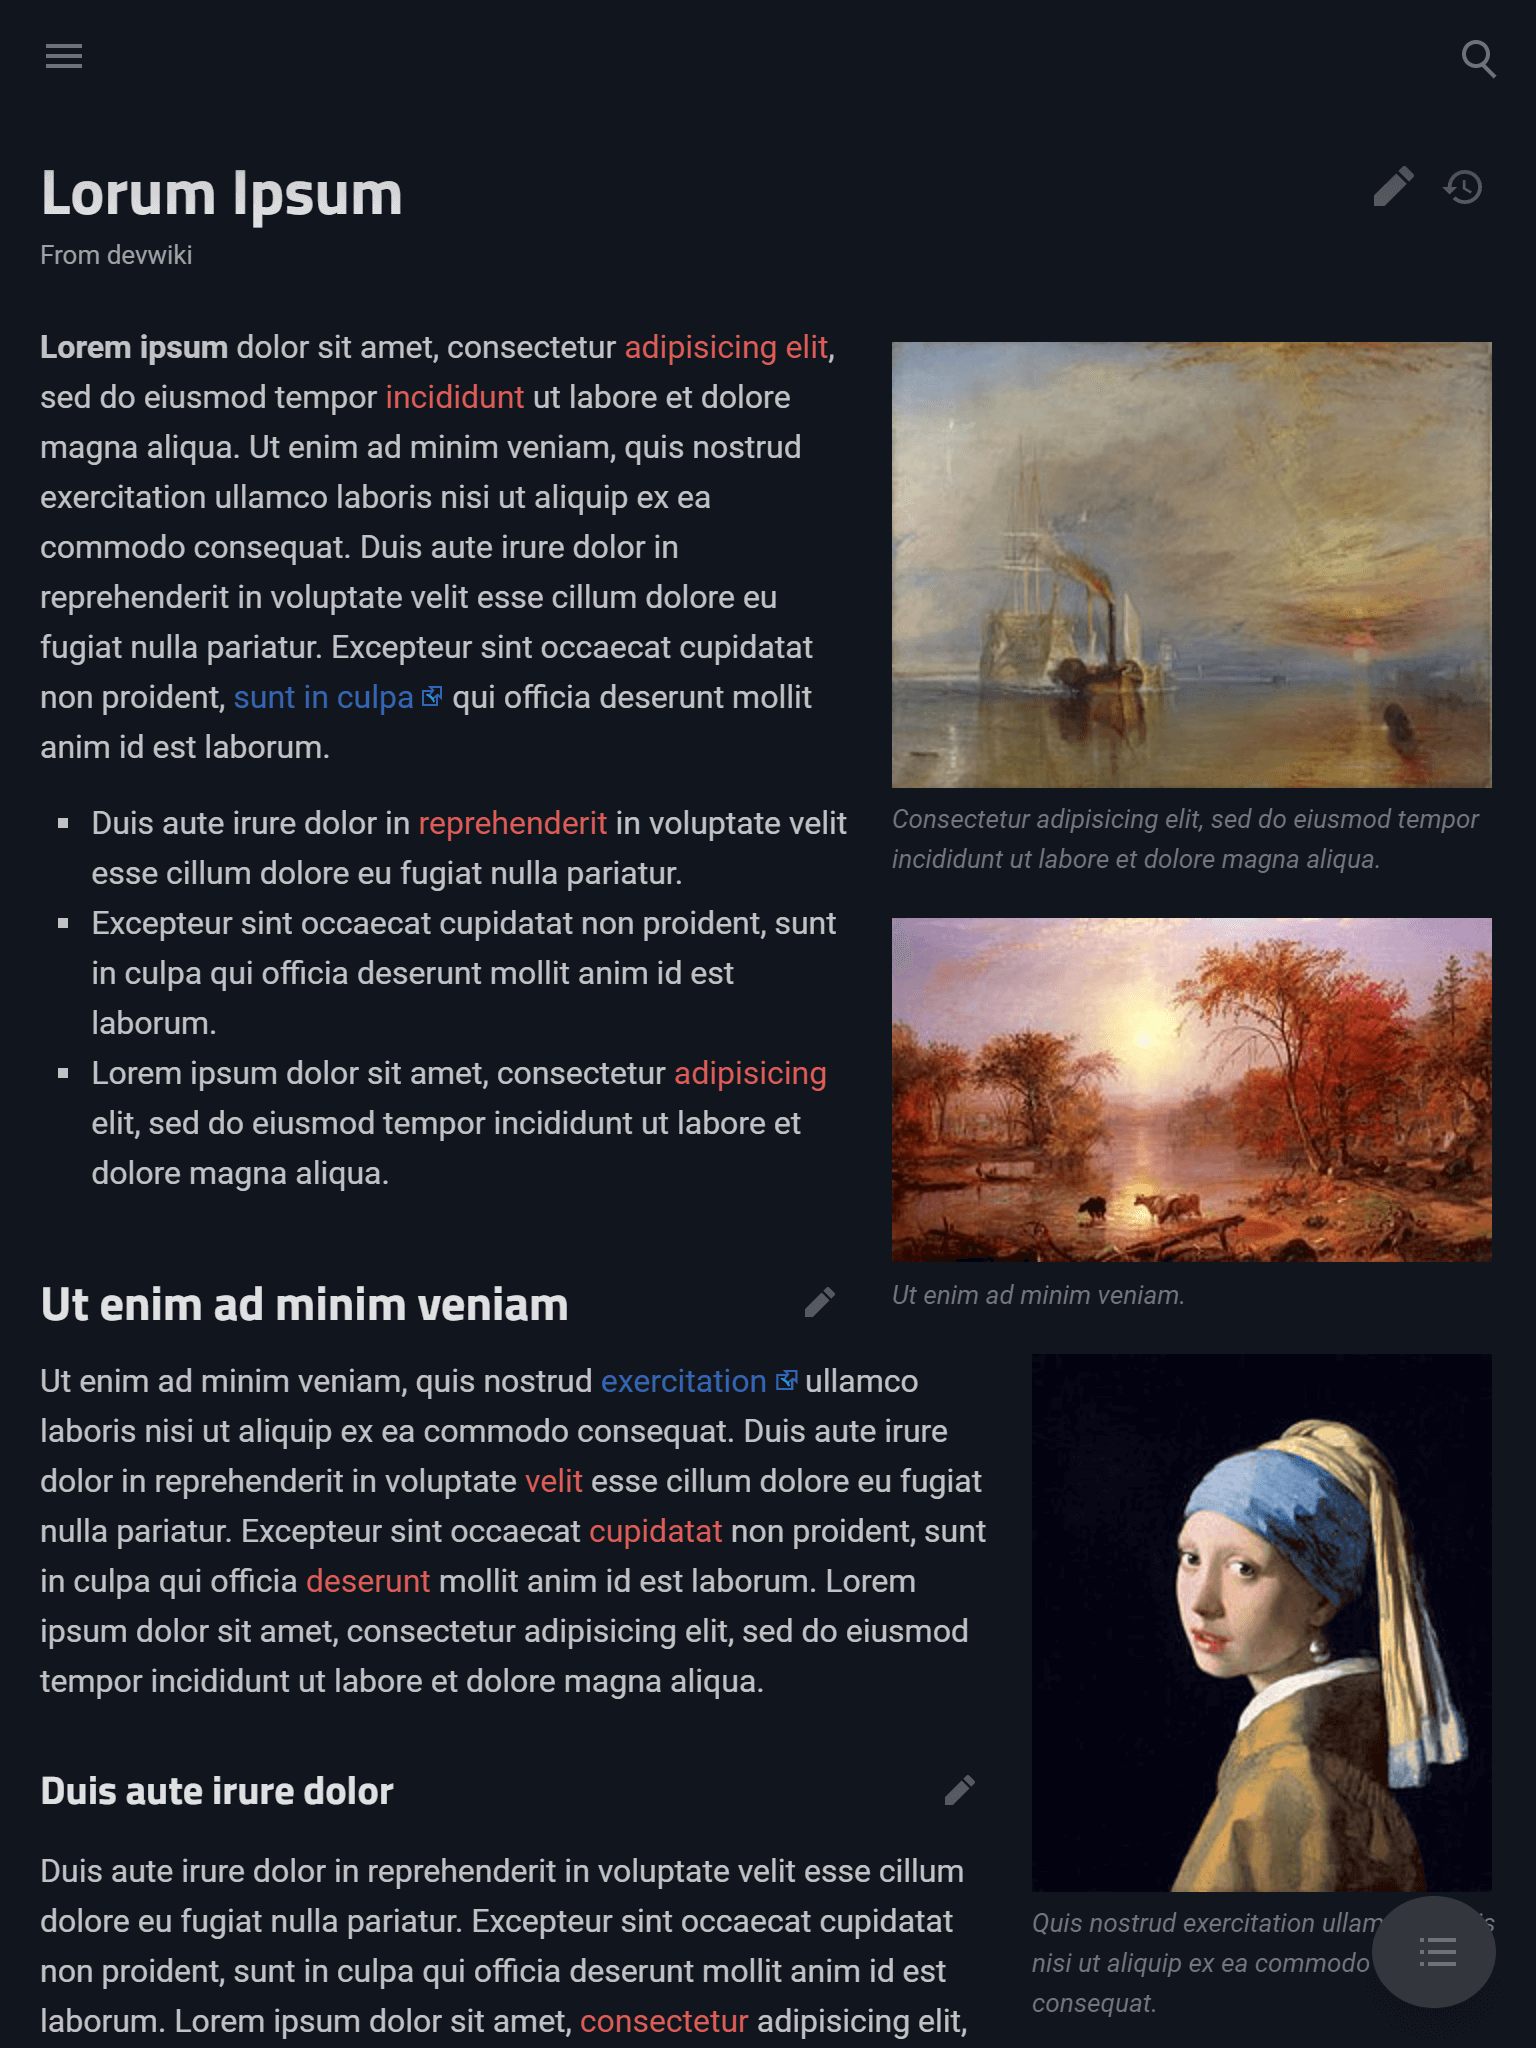 Lorum Ipsum
From devwiki
Lorem ipsum dolor sit amet, consectetur adipisicing elit,
sed do eiusmod tempor incididunt ut labore et dolore
magna aliqua. Ut enim ad minim veniam, quis nostrud
exercitation ullamco laboris nisi ut aliquip ex ea
commodo consequat. Duis aute irure dolor in
reprehenderit in voluptate velit esse cillum dolore eu
fugiat nulla pariatur. Excepteur sint occaecat cupidatat
non proident, sunt in culpa qui officia deserunt mollit
anim id est laborum.
Duis aute irure dolor in reprehenderit in voluptate velit
esse cillum dolore eu fugiat nulla pariatur.
Excepteur sint occaecat cupidatat non proident, sunt
in culpa qui officia deserunt mollit anim id est
laborum.
Lorem ipsum dolor sit amet, consectetur adipisicing
elit, sed do eiusmod tempor incididunt ut labore et
dolore magna aliqua.
Consectetur adipisicing elit, sed do eiusmod tempor
incididunt ut labore et dolore magna aliqua.
Ut enim ad minim veniam.
Ut enim ad minim veniam
Ut enim ad minim veniam, quis nostrud exercitation ullamco
laboris nisi ut aliquip ex ea commodo consequat. Duis aute irure
dolor in reprehenderit in voluptate velit esse cillum dolore eu fugiat
nulla pariatur. Excepteur sint occaecat cupidatat non proident, sunt
in culpa qui officia deserunt mollit anim id est laborum. Lorem
ipsum dolor sit amet, consectetur adipisicing elit, sed do eiusmod
tempor incididunt ut labore et dolore magna aliqua.
Duis aute irure dolor
Duis aute irure dolor in reprehenderit in voluptate velit esse cillum
dolore eu fugiat nulla pariatur. Excepteur sint occaecat cupidatat
non proident, sunt in culpa qui officia deserunt mollit anim id est
laborum. Lorem ipsum dolor sit amet, consectetur adipisicing elit,
Quis nostrud exercitation
nisi ut aliquip ex ea commodo
consequat.